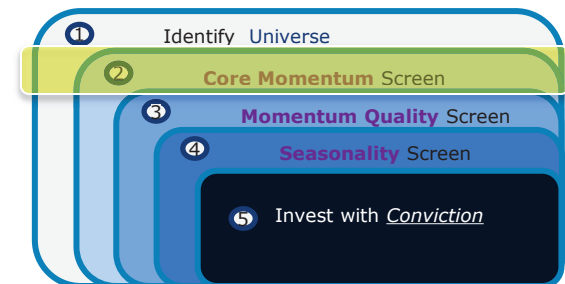 1 Identify Universe
2 Core Momentum Screen
3 Momentum Quality Screen
4 Seasonality Screen
5 Invest with Conviction